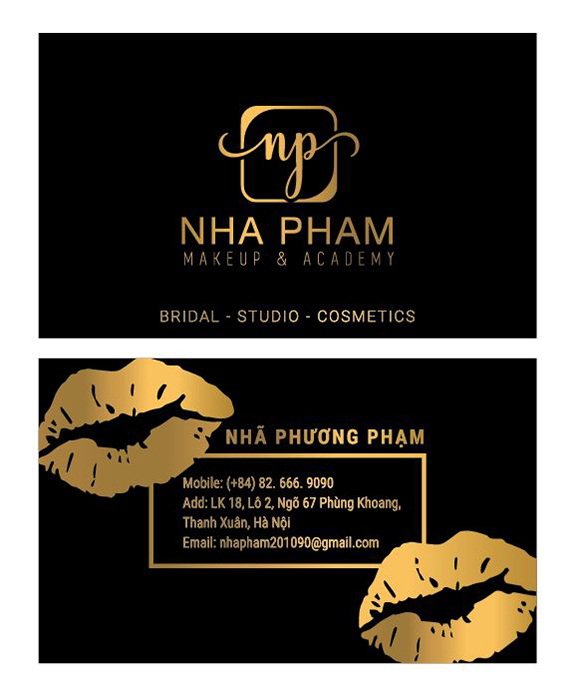 np
NHA PHAM
MAKEUP & ACADEMY
BRIDAL - STUDIO - COSMETICS
NHÃ PHƯƠNG PHẠM
Mobile: (+84) 82. 666. 9090
Add: LK 18, Lô 2, Ngõ 67 Phùng Khoang,
Thanh Xuân, Hà Nội
Email: nhapham201090@gmail.com